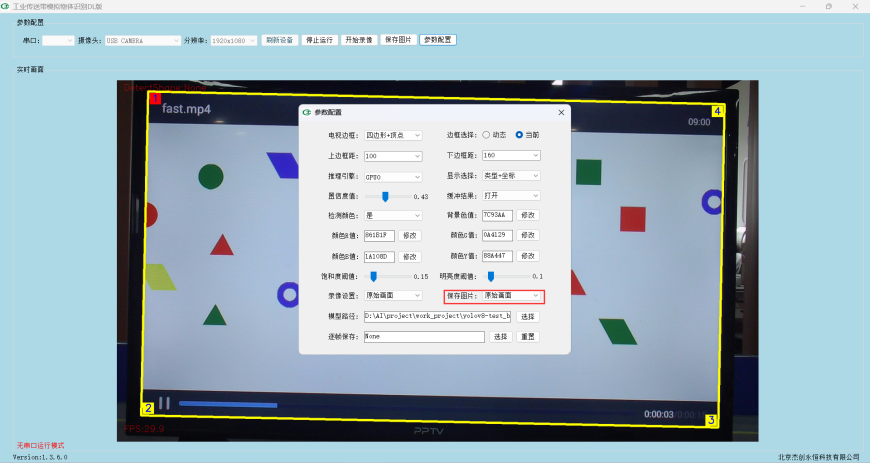 工业传送带模拟物体识别DL版
参数配置
串口: 摄像头: USB CAMERA 分辨率: 1920x1080 刷新设备 停止运行 开始录像 保存图片 参数配置
实时画面
1
fast.mp4
4
09:00
参数配置
电视边框: 四边形+顶点 边框选择: 动态 当前
上边框距: 100 下边框距: 160
推理引擎: GPU0 显示选择: 类型+坐标
置信度值: 0.43 缓冲结果: 打开
检测颜色: 是 背景色值: 7C93AA 修改
颜色R值: 861E1F 修改 颜色G值: 0A4129 修改
颜色B值: 1A108D 修改 颜色Y值: 88A447 修改
饱和度阈值: 0.15 明亮度阈值: 0.1
录像设置: 原始画面 保存图片: 原始画面
模型路径: D:\AI\project\work_project\yolov8-test_b 选择
逐帧保存: None 选择 重置
2
0:00:03
3
FPS:29.9
PPTV
无串口运行模式
Version:1.3.6.0 北京杰创永恒科技有限公司